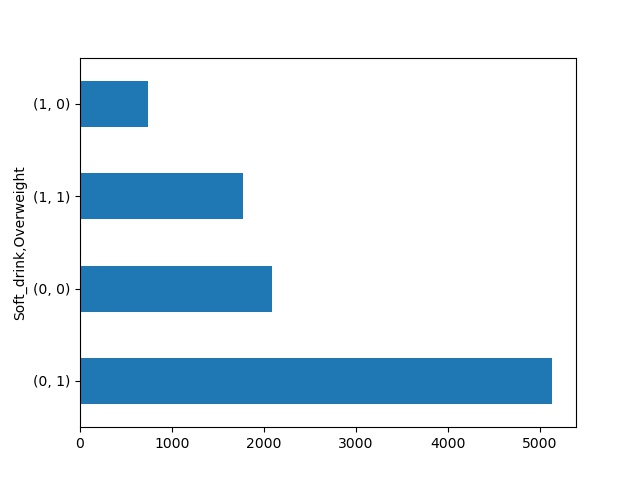 (1, 0)
(1, 1)
(0, 0)
(0, 1)
Soft_drink,Overweight
0 1000 2000 3000 4000 5000